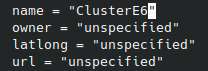 name = "ClusterE6"
owner = "unspecified"
latlong = "unspecified"
url = "unspecified"